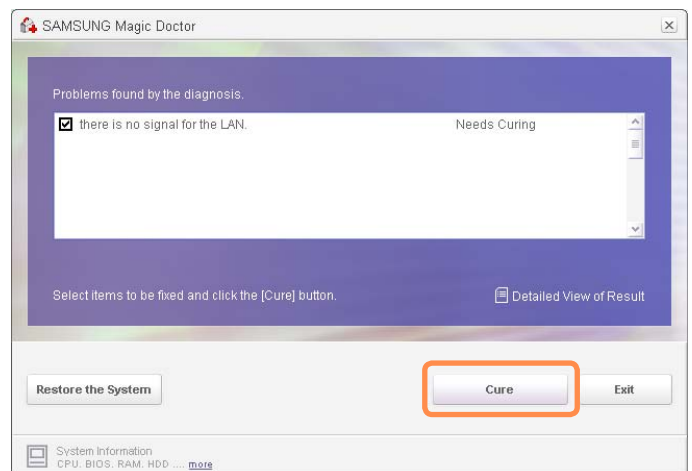 SAMSUNG Magic Doctor
Problems found by the diagnosis.
there is no signal for the LAN. Needs Curing
Select items to be fixed and click the [Cure] button. Detailed View of Result
Restore the System Cure Exit
System Information
CPU. BIOS. RAM. HDD .... more